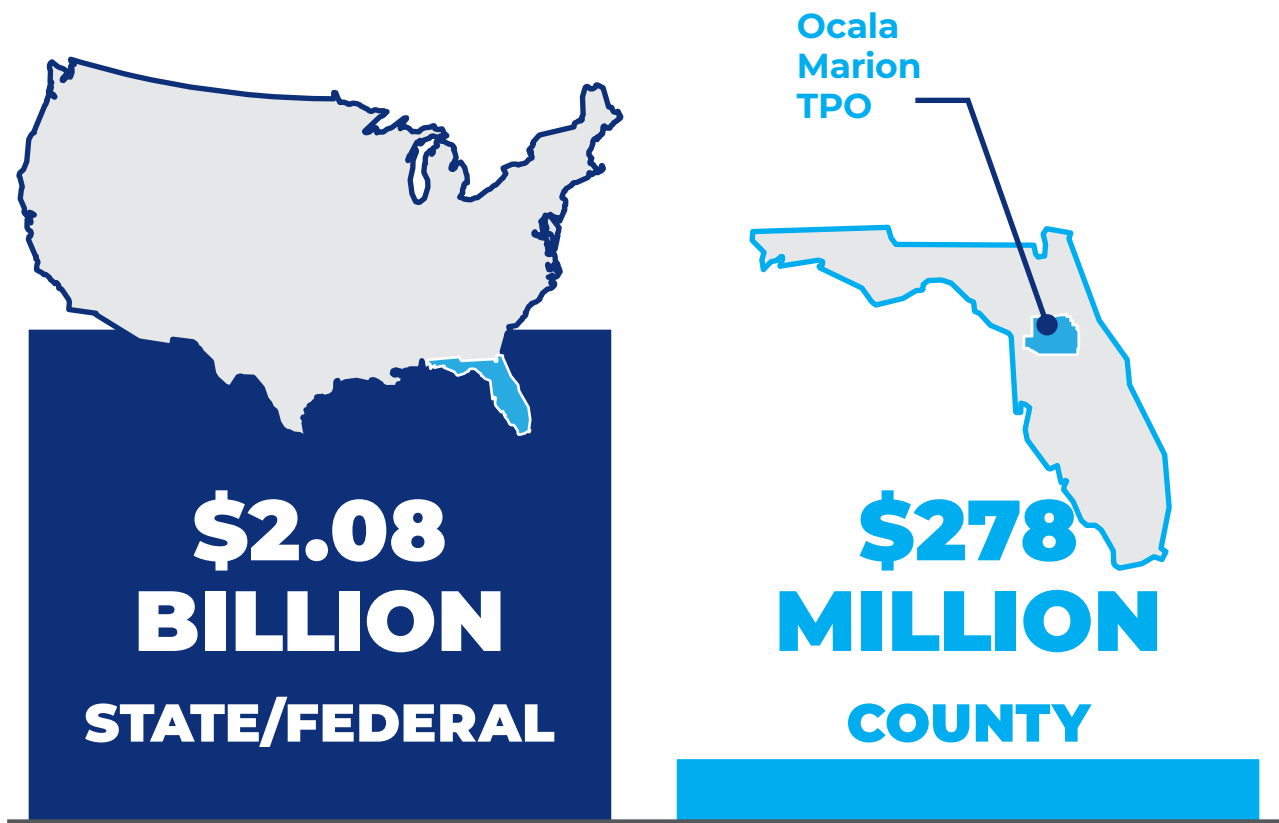 Ocala
Marion
TPO
$2.08
BILLION
STATE/FEDERAL
$278
MILLION
COUNTY